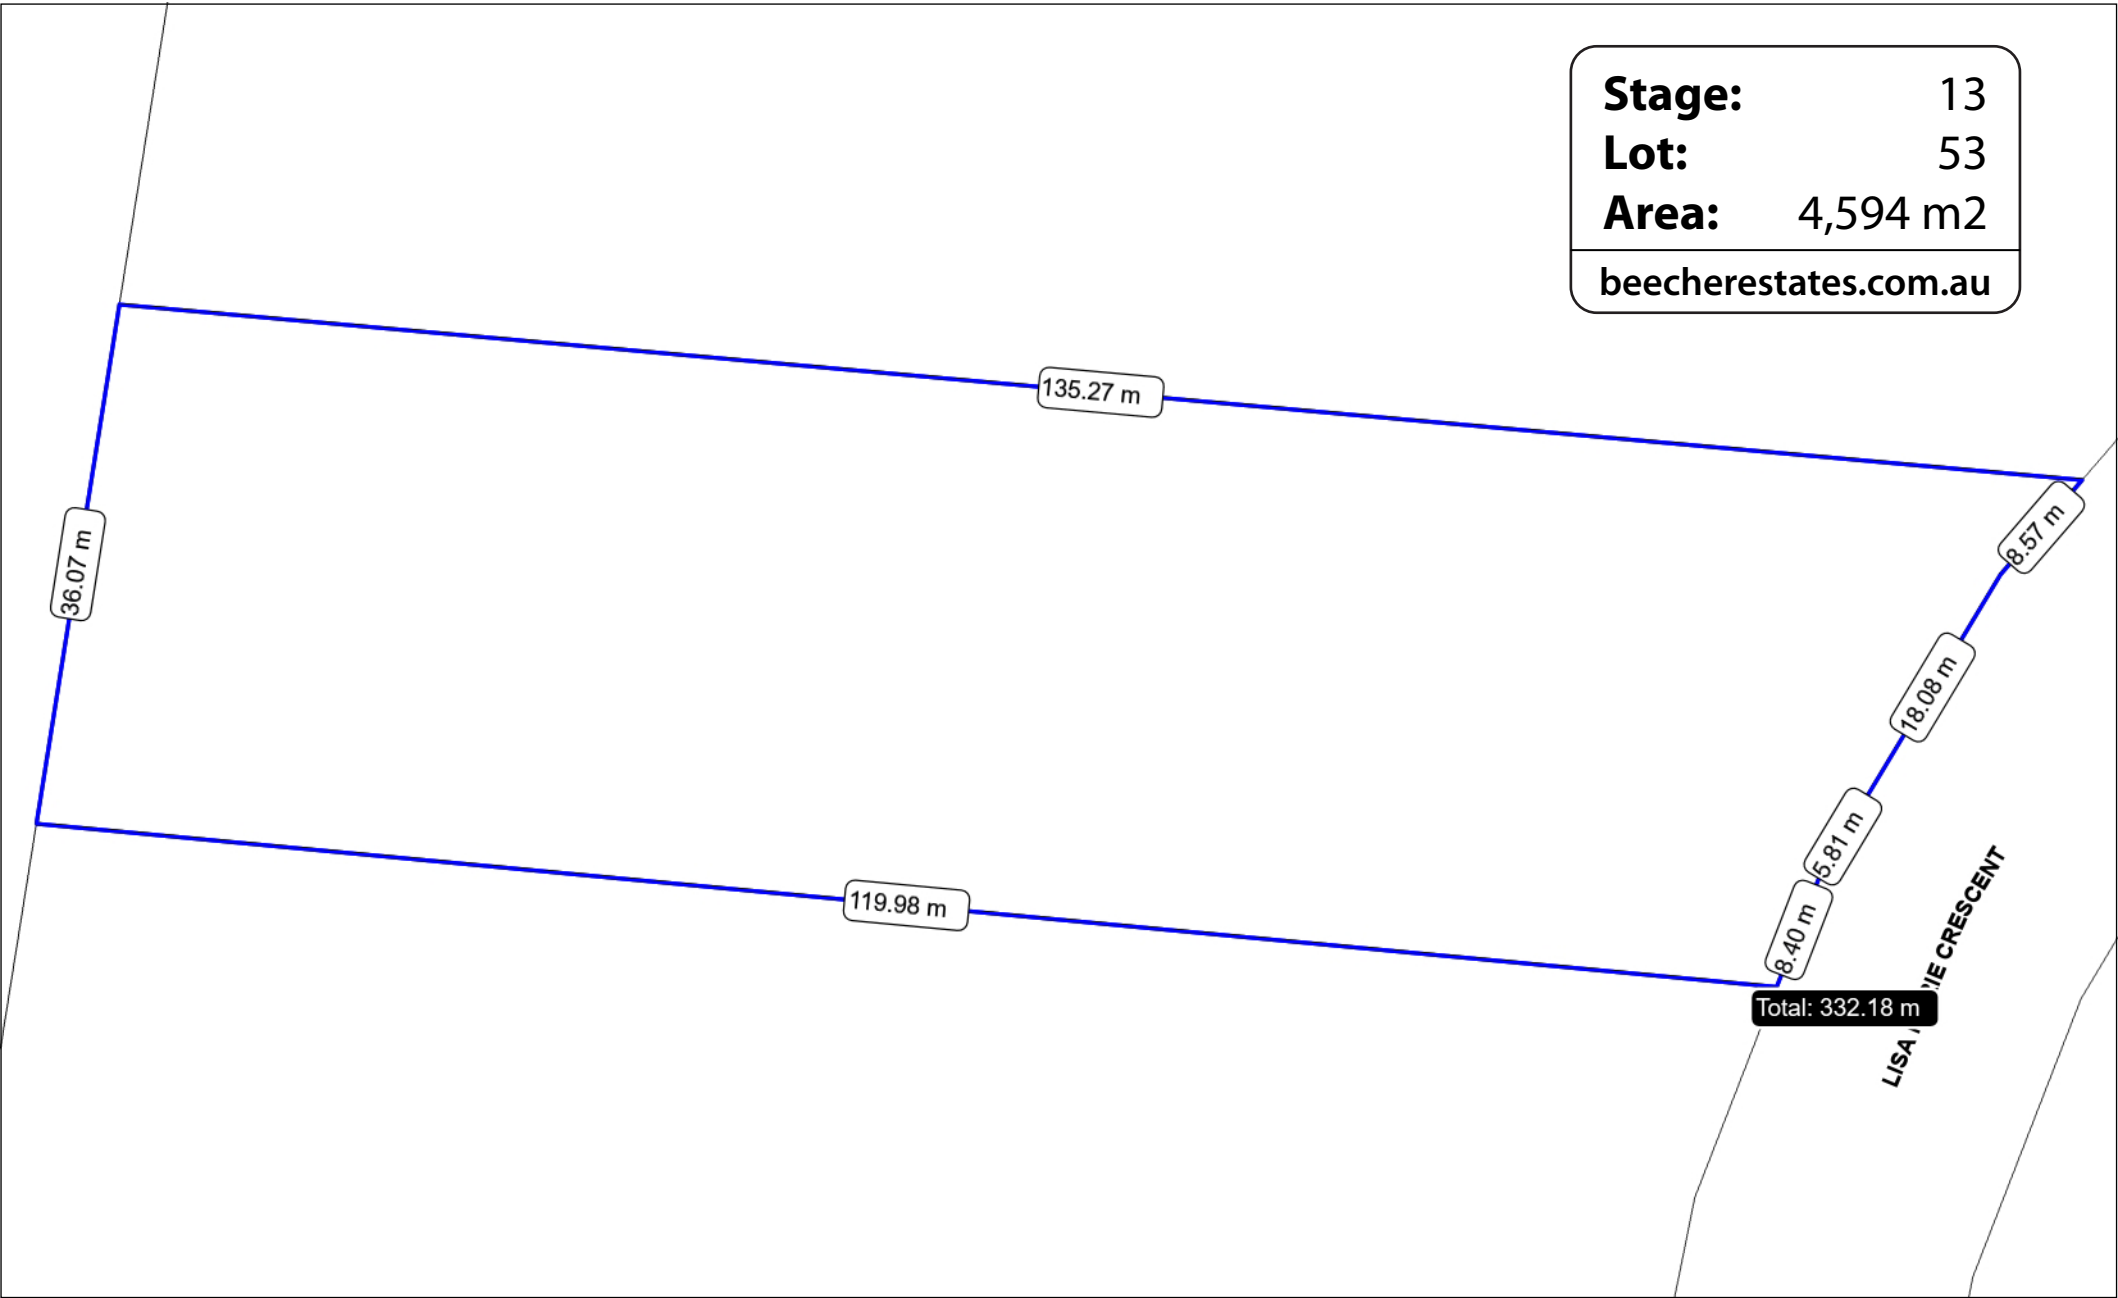 Stage: 13
Lot: 53
Area: 4,594 m2
beecherestates.com.au
135.27 m
8.57 m
36.07 m
18.08 m
5.81 m
119.98 m
8.40 m
Total: 332.18 m
LISA CRESCENT